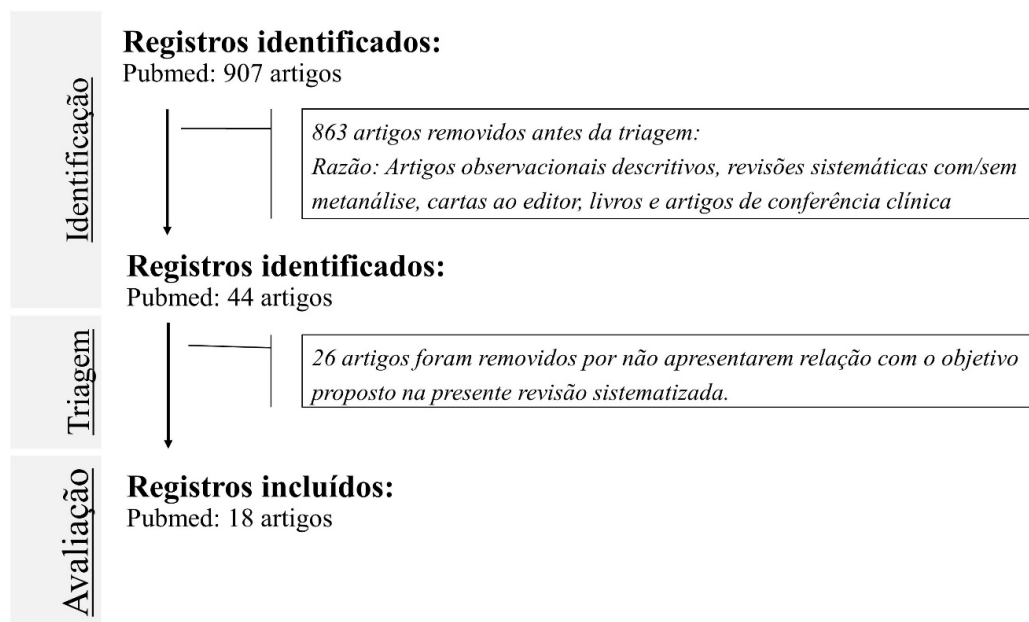 Identificação
Registros identificados:
Pubmed: 907 artigos
863 artigos removidos antes da triagem:
Razão: Artigos observacionais descritivos, revisões sistemáticas com/sem
metanálise, cartas ao editor, livros e artigos de conferência clínica
Registros identificados:
Pubmed: 44 artigos
Triagem
26 artigos foram removidos por não apresentarem relação com o objetivo
proposto na presente revisão sistematizada.
Avaliação
Registros incluídos:
Pubmed: 18 artigos